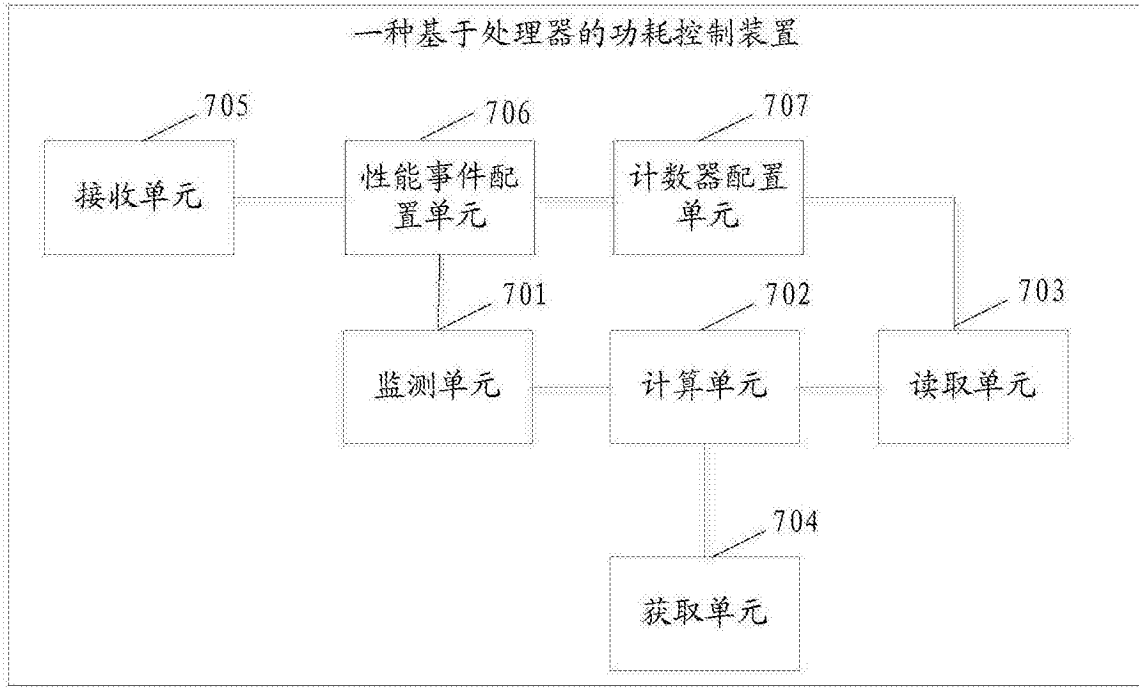 一种基于处理器的功耗控制装置
705
706
707
接收单元
性能事件配
置单元
计数器配置
单元
701
702
703
监测单元
计算单元
读取单元
704
获取单元